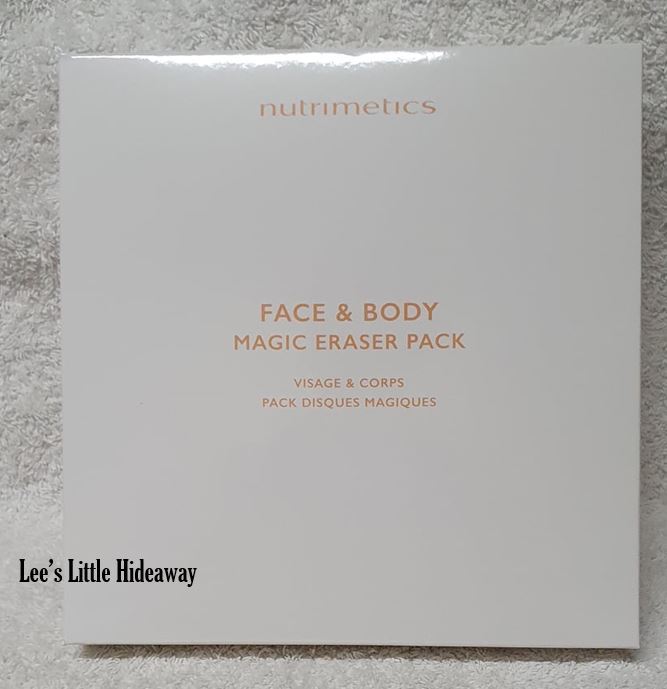 nutrimetics
FACE & BODY
MAGIC ERASER PACK
VISAGE & CORPS
PACK DISQUES MAGIQUES
Lee's Little Hideaway